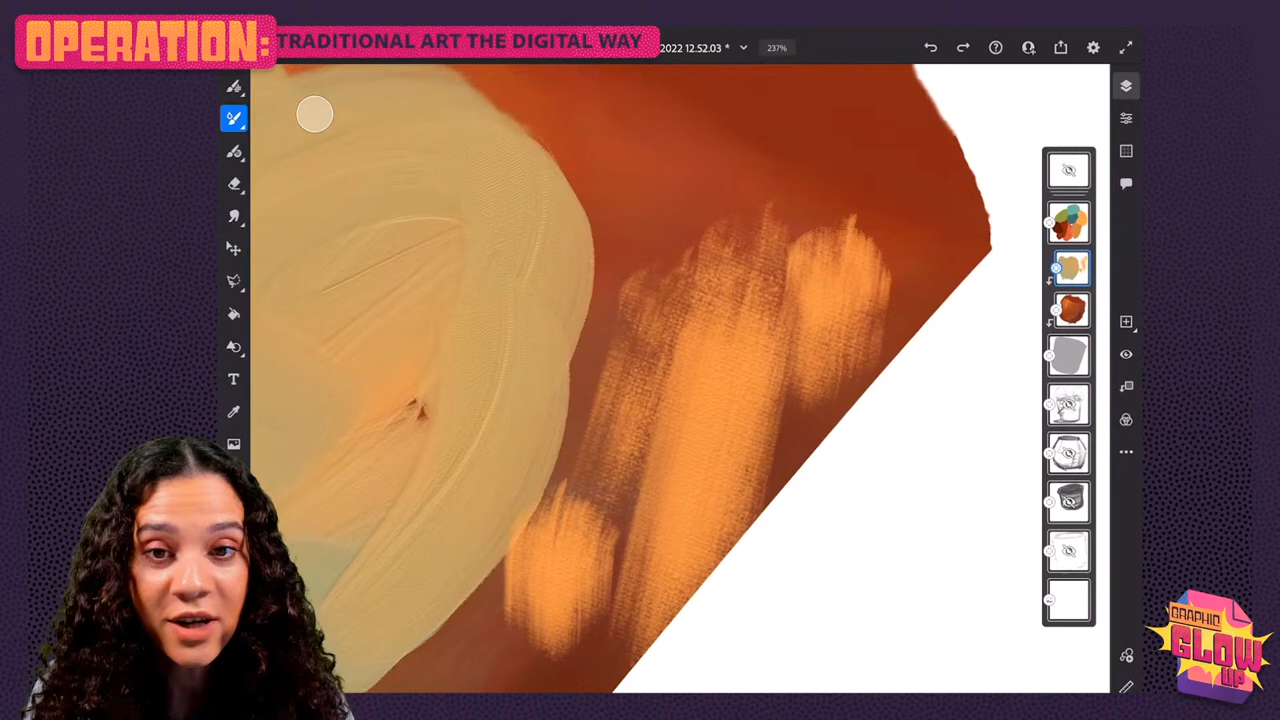 OPERATION:
TRADITIONAL ART THE DIGITAL WAY
2022 12.52.03 *
237%
T
GRAPHIC
GLOW
UP